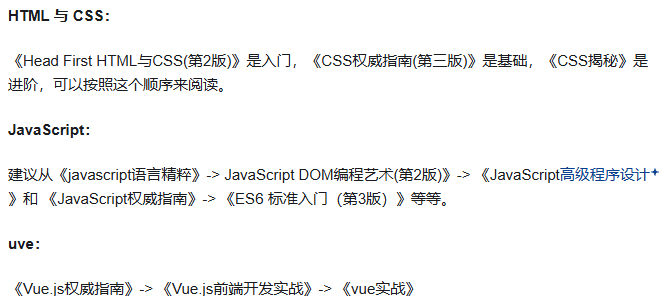 HTML 与 CSS：
《Head First HTML与CSS(第2版)》是入门，《CSS权威指南(第三版)》是基础，《CSS揭秘》是
进阶，可以按照这个顺序来阅读。
JavaScript：
建议从《javascript语言精粹》-> JavaScript DOM编程艺术(第2版)》-> 《JavaScript高级程序设计
》和 《JavaScript权威指南》-> 《ES6 标准入门（第3版）》等等。
uve：
《Vue.js权威指南》-> 《Vue.js前端开发实战》-> 《vue实战》